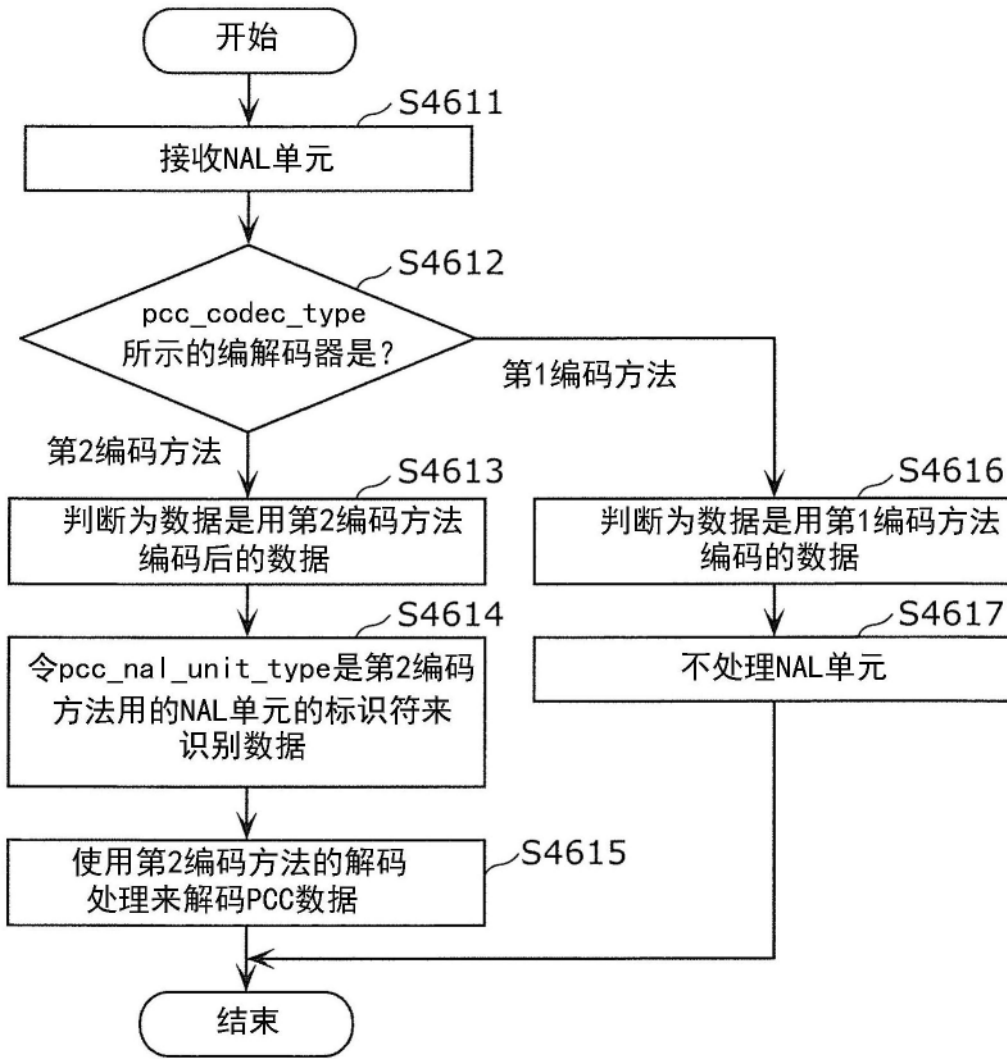 开始
S4611
接收NAL单元
S4612
pcc_codec_type
所示的编解码器是?
第1编码方法
第2编码方法
S4613
判断为数据是用第2编码方法
编码后的数据
S4616
判断为数据是用第1编码方法
编码的数据
S4614
令pcc_nal_unit_type是第2编码
方法用的NAL单元的标识符来
识别数据
S4617
不处理NAL单元
S4615
使用第2编码方法的解码
处理来解码PCC数据
结束